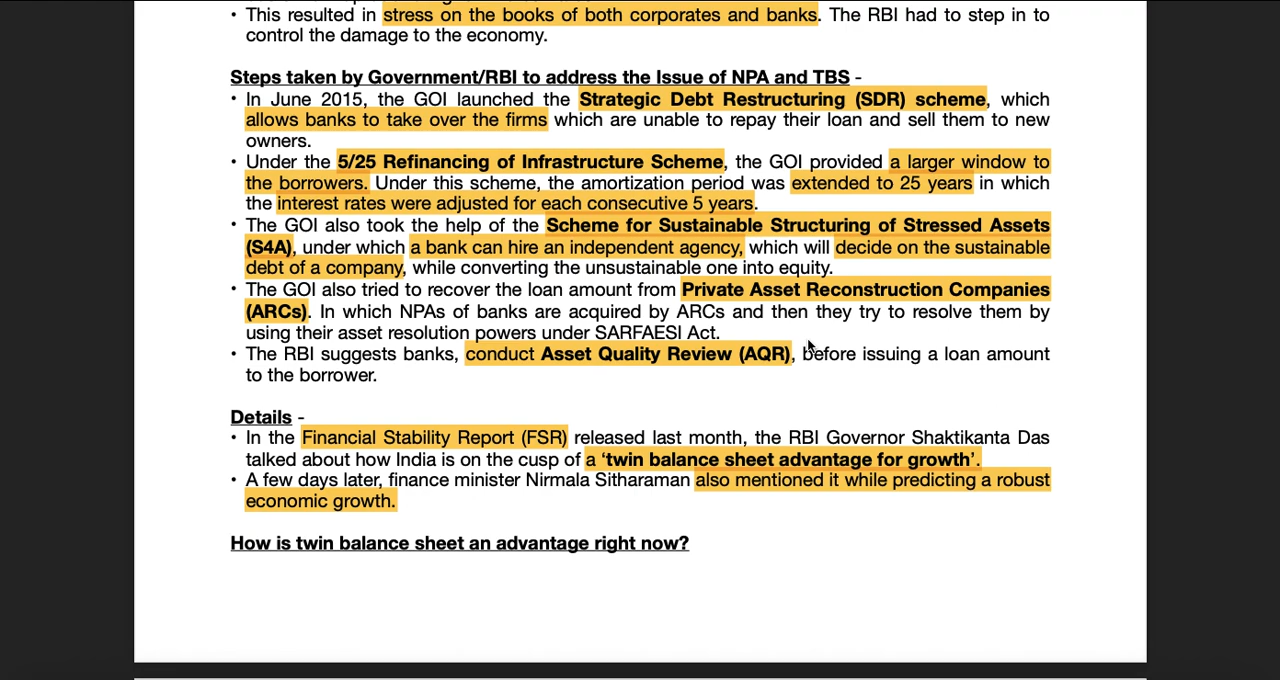 • This resulted in stress on the books of both corporates and banks. The RBI had to step in to
control the damage to the economy.
Steps taken by Government/RBI to address the Issue of NPA and TBS -
• In June 2015, the GOI launched the Strategic Debt Restructuring (SDR) scheme, which
allows banks to take over the firms which are unable to repay their loan and sell them to new
owners.
• Under the 5/25 Refinancing of Infrastructure Scheme, the GOI provided a larger window to
the borrowers. Under this scheme, the amortization period was extended to 25 years in which
the interest rates were adjusted for each consecutive 5 years.
• The GOI also took the help of the Scheme for Sustainable Structuring of Stressed Assets
(S4A), under which a bank can hire an independent agency, which will decide on the sustainable
debt of a company, while converting the unsustainable one into equity.
• The GOI also tried to recover the loan amount from Private Asset Reconstruction Companies
(ARCs). In which NPAs of banks are acquired by ARCs and then they try to resolve them by
using their asset resolution powers under SARFAESI Act.
• The RBI suggests banks, conduct Asset Quality Review (AQR), before issuing a loan amount
to the borrower.
Details -
• In the Financial Stability Report (FSR) released last month, the RBI Governor Shaktikanta Das
talked about how India is on the cusp of a ‘twin balance sheet advantage for growth’.
• A few days later, finance minister Nirmala Sitharaman also mentioned it while predicting a robust
economic growth.
How is twin balance sheet an advantage right now?